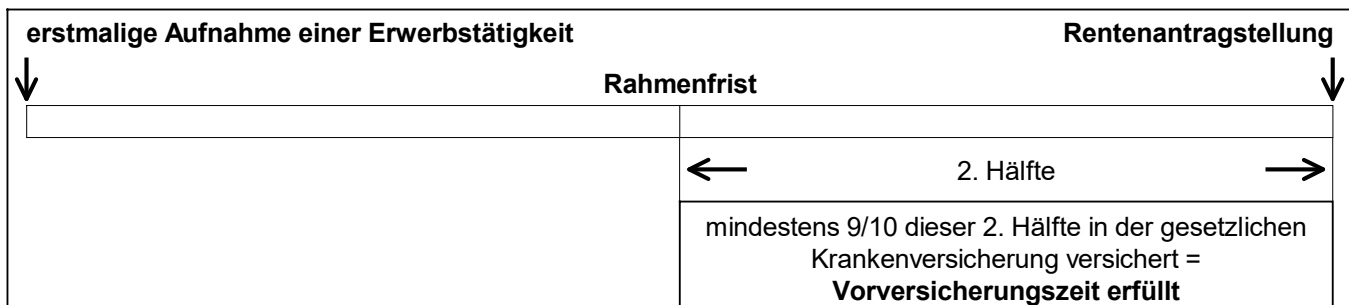 erstmalige Aufnahme einer Erwerbstätigkeit
Rentenantragstellung
Rahmenfrist
2. Hälfte
mindestens 9/10 dieser 2. Hälfte in der gesetzlichen
Krankenversicherung versichert =
Vorversicherungszeit erfüllt